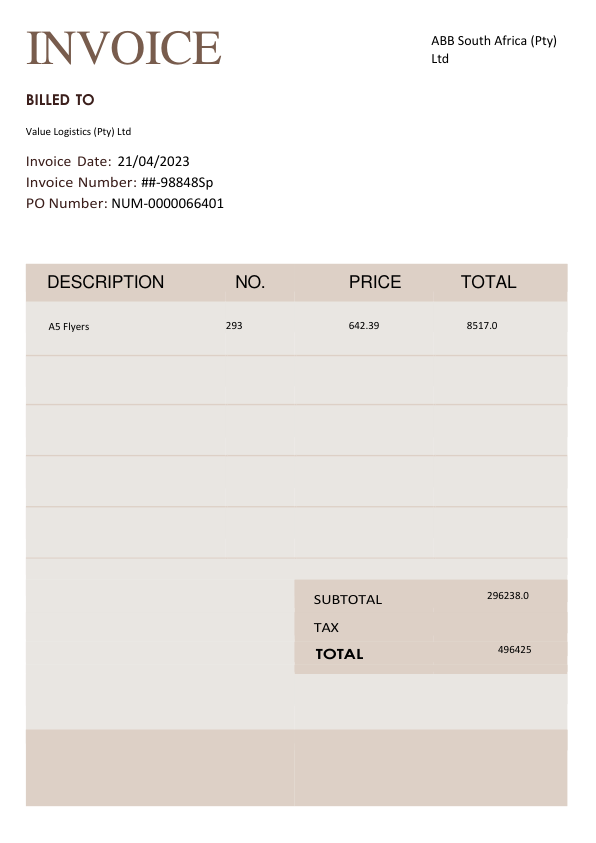 INVOICE
ABB South Africa (Pty)
Ltd
BILLED TO
Value Logistics (Pty) Ltd
Invoice Date: 21/04/2023
Invoice Number: ##-98848Sp
PO Number: NUM-0000066401
DESCRIPTION NO. PRICE TOTAL
A5 Flyers 293 642.39 8517.0
SUBTOTAL 296238.0
TAX
TOTAL 496425